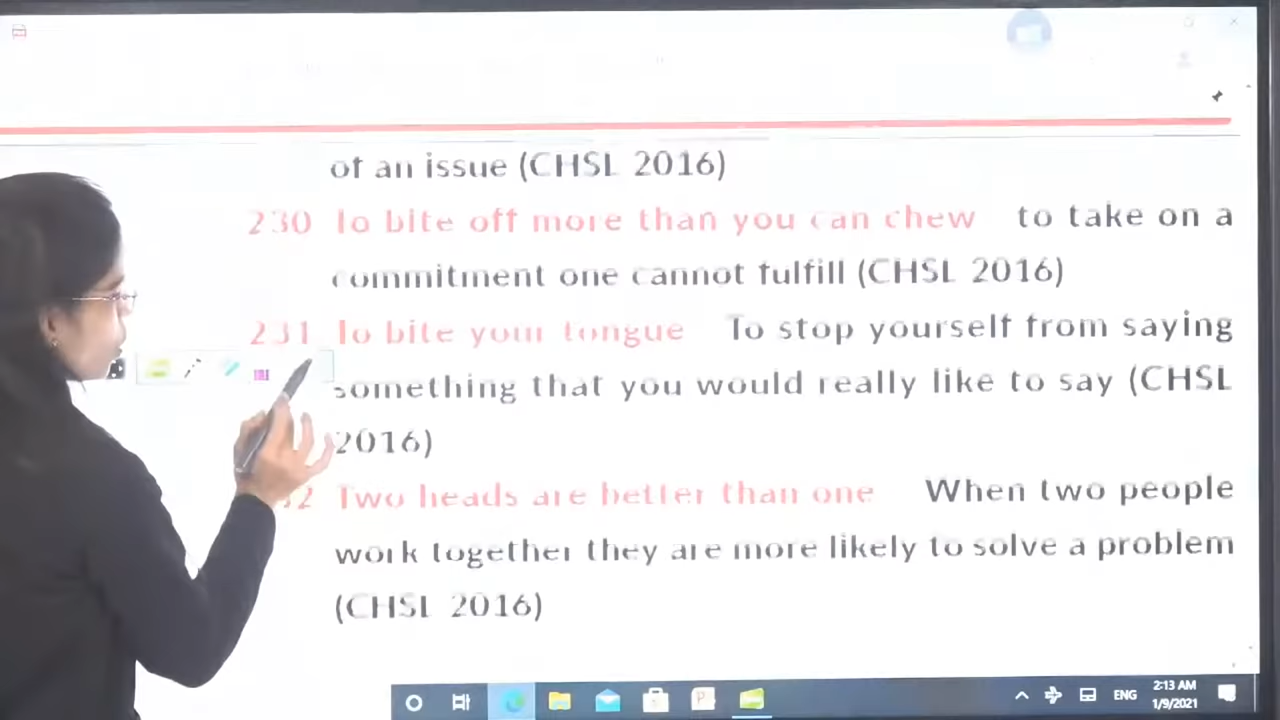 of an issue (CHSL 2016)
230 To bite off more than you can chew to take on a
commitment one cannot fulfill (CHSL 2016)
231 To bite your tongue To stop yourself from saying
something that you would really like to say (CHSL
2016)
32 Two heads are better than one When two people
work together they are more likely to solve a problem
(CHSL 2016)
ENG
2:13 AM
1/9/2021